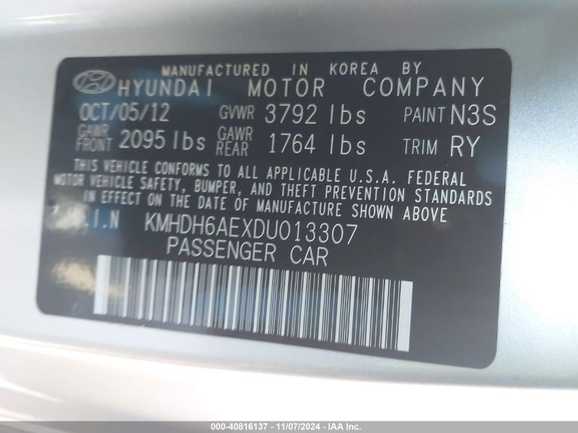 MANUFACTURED IN KOREA BY
HYUNDAI MOTOR COMPANY
OCT/05/12 GVWR 3792 lbs PAINT N3S
GAWR FRONT 2095 lbs GAWR REAR 1764 lbs TRIM RY
THIS VEHICLE CONFORMS TO ALL APPLICABLE U.S.A. FEDERAL
MOTOR VEHICLE SAFETY, BUMPER, AND THEFT PREVENTION STANDARDS
IN EFFECT ON THE DATE OF MANUFACTURE SHOWN ABOVE
.I.N KMHDH6AEXDU013307
PASSENGER CAR
000-40816137 - 11/07/2024 - IAA Inc.